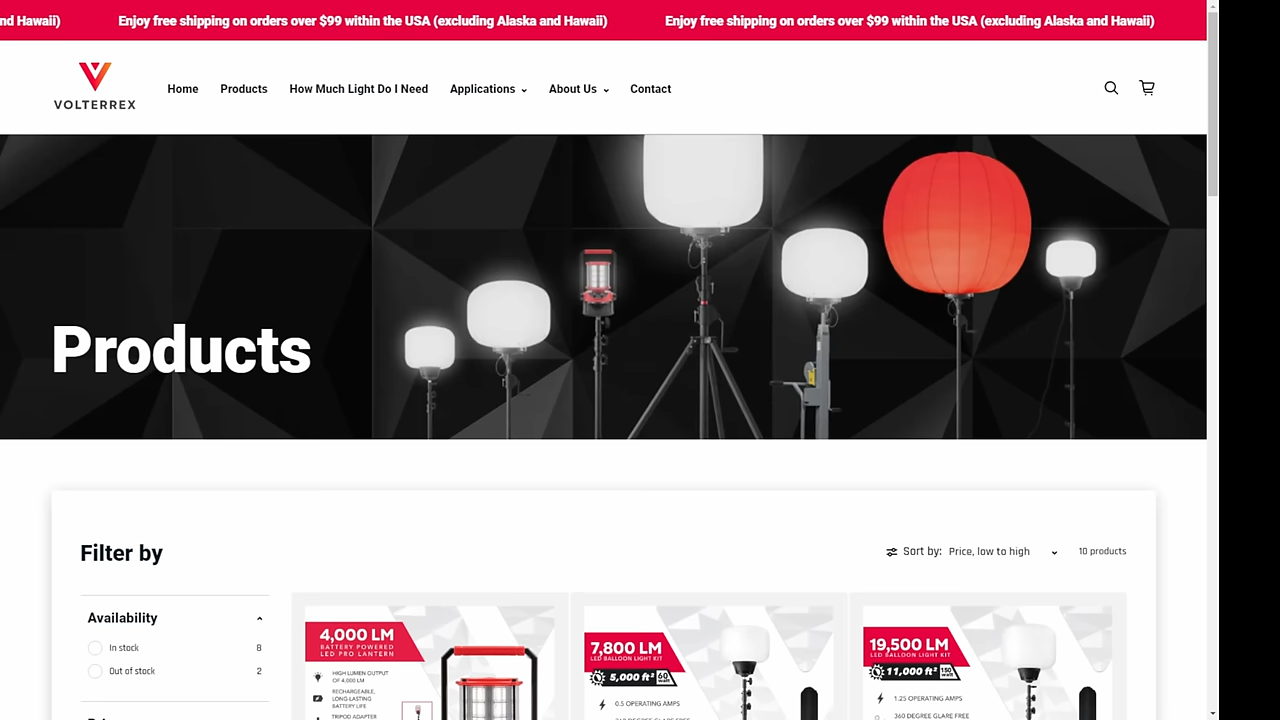 nd Hawaii) Enjoy free shipping on orders over $99 within the USA (excluding Alaska and Hawaii) Enjoy free shipping on orders over $99 within the USA (excluding Alaska and Hawaii)
VOLTERREX
Home Products How Much Light Do I Need Applications About Us Contact
Products
Filter by
Sort by: Price, low to high 10 products
Availability
In stock 8
Out of stock 2
4,000 LM
BATTERY POWERED
LED PRO LANTERN
HIGH LUMEN OUTPUT
OF 4,000 LM
RECHARGEABLE,
LONG-LASTING
BATTERY LIFE
TRIPOD ADAPTER
7,800 LM
LED BALLOON LIGHT KIT
5,000 ft² 60 watt
0.5 OPERATING AMPS
360 DEGREE GLARE FREE
19,500 LM
LED BALLOON LIGHT KIT
11,000 ft² 150 watt
1.25 OPERATING AMPS
360 DEGREE GLARE FREE